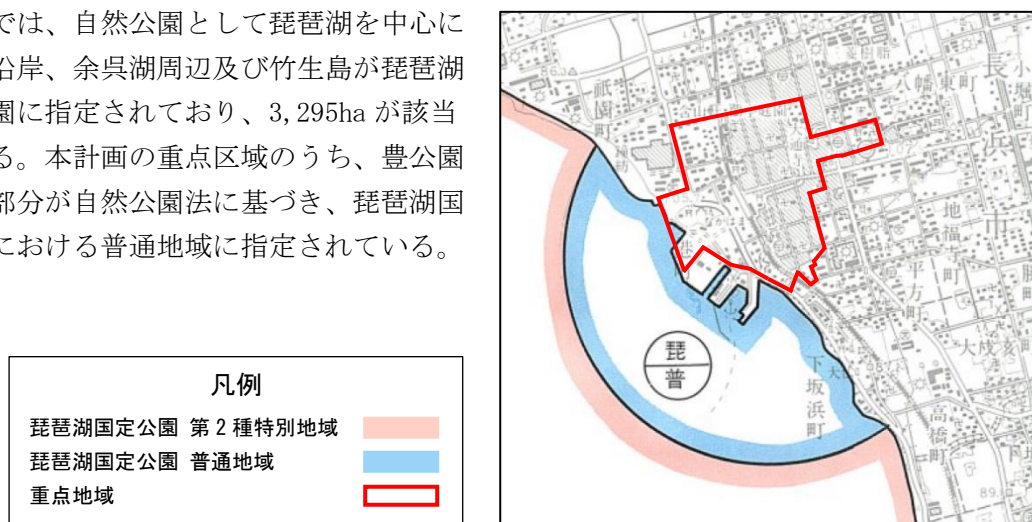 では、自然公園として琵琶湖を中心に
沿岸、余呉湖周辺及び竹生島が琵琶湖
園に指定されており、3,295ha が該当
る。本計画の重点区域のうち、豊公園
部分が自然公園法に基づき、琵琶湖国
における普通地域に指定されている。
凡例
琵琶湖国定公園 第2種特別地域
琵琶湖国定公園 普通地域
重点地域
祇園町
八幡東町
長浜市
地福
町
平方町
琵
普
下坂浜町
大戌亥
高橋町